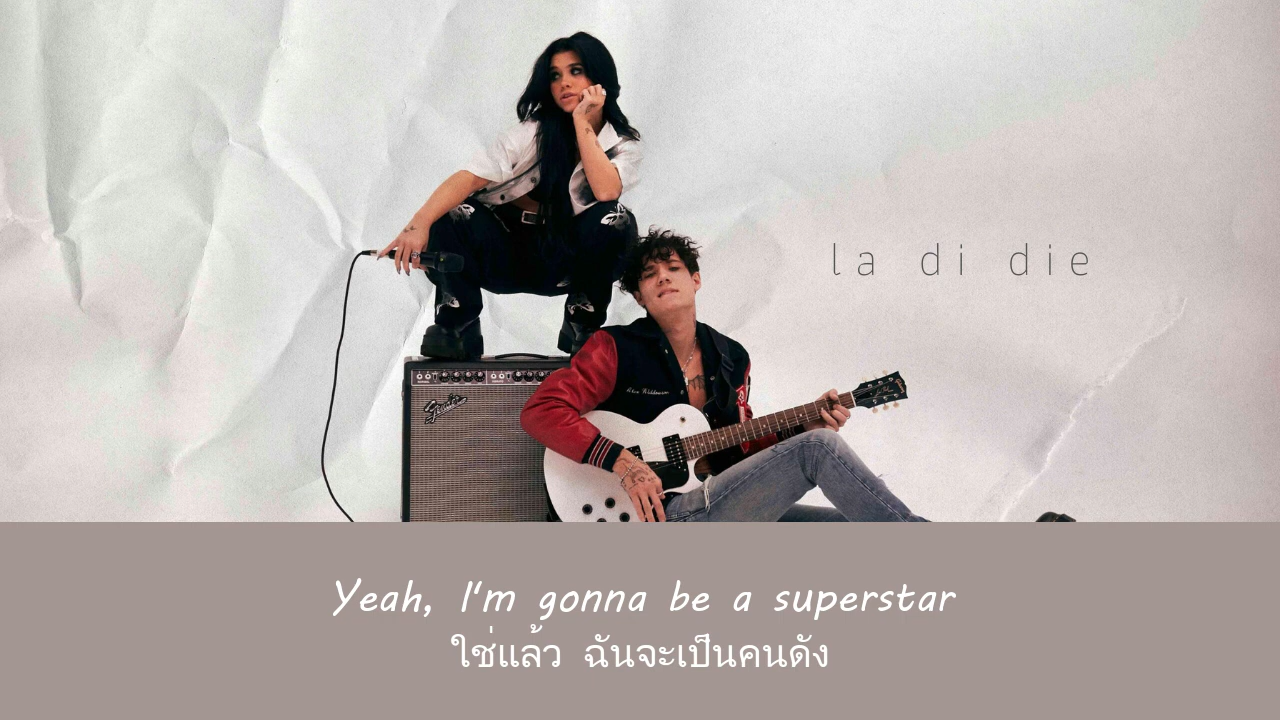 la di die
Fender
Yeah, I'm gonna be a superstar
ใช่แล้ว ฉันจะเป็นคนดัง